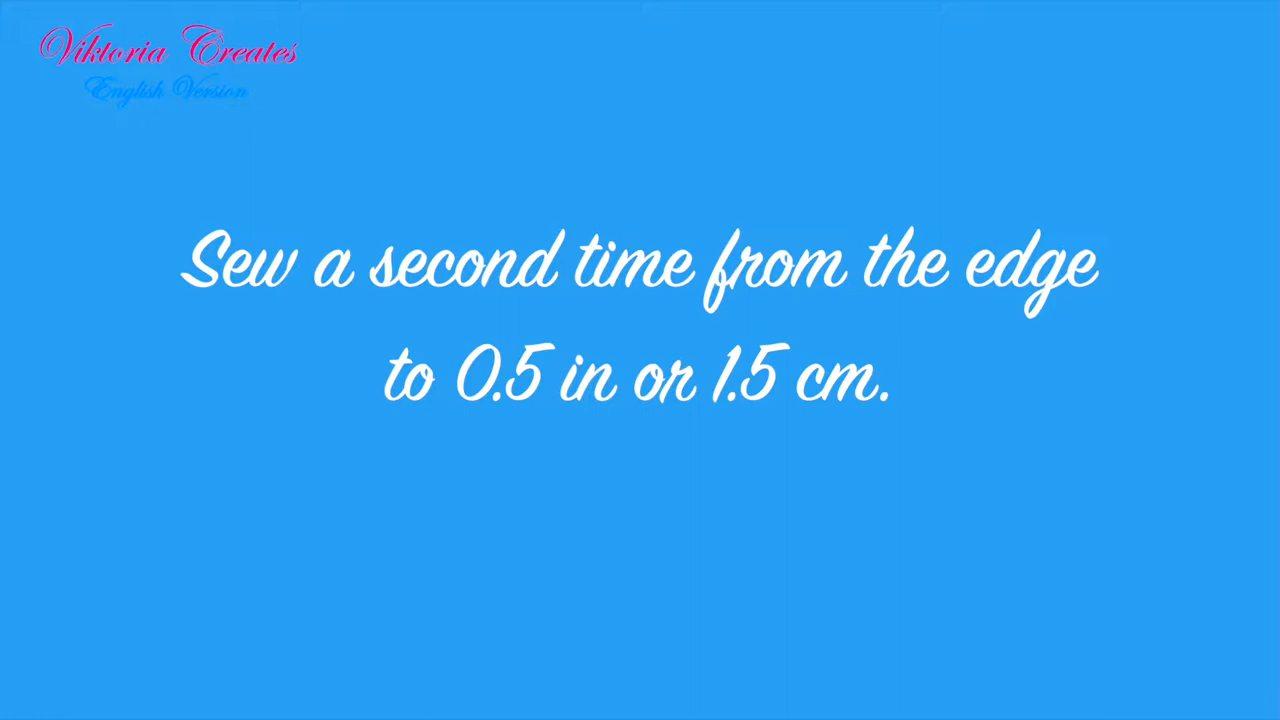 Viktoria Creates
English Version
Sew a second time from the edge
to 0.5 in or 1.5 cm.